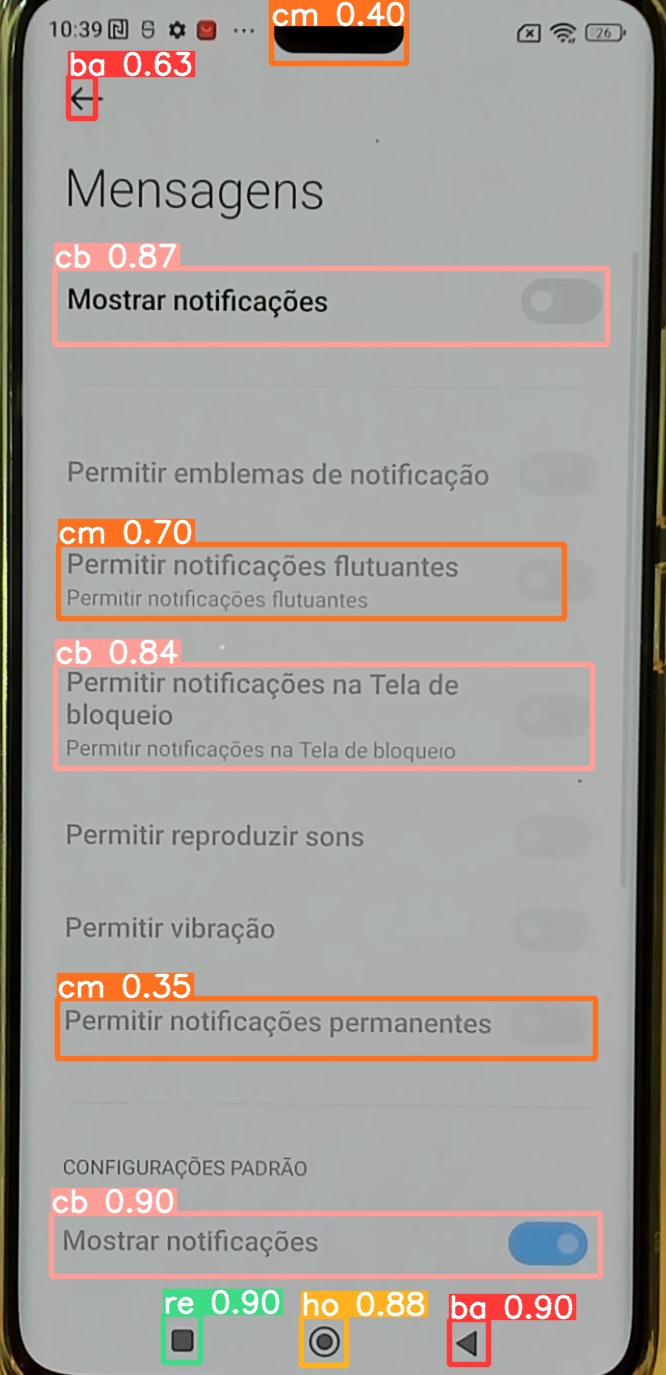 cm 0.40
10:39 ... 26
ba 0.63
Mensagens
cb 0.87
Mostrar notificações
Permitir emblemas de notificação
cm 0.70
Permitir notificações flutuantes
Permitir notificações flutuantes
cb 0.84
Permitir notificações na Tela de
bloqueio
Permitir notificações na Tela de bloqueio
Permitir reproduzir sons
Permitir vibração
cm 0.35
Permitir notificações permanentes
CONFIGURAÇÕES PADRÃO
cb 0.90
Mostrar notificações
re 0.90 ho 0.88 ba 0.90